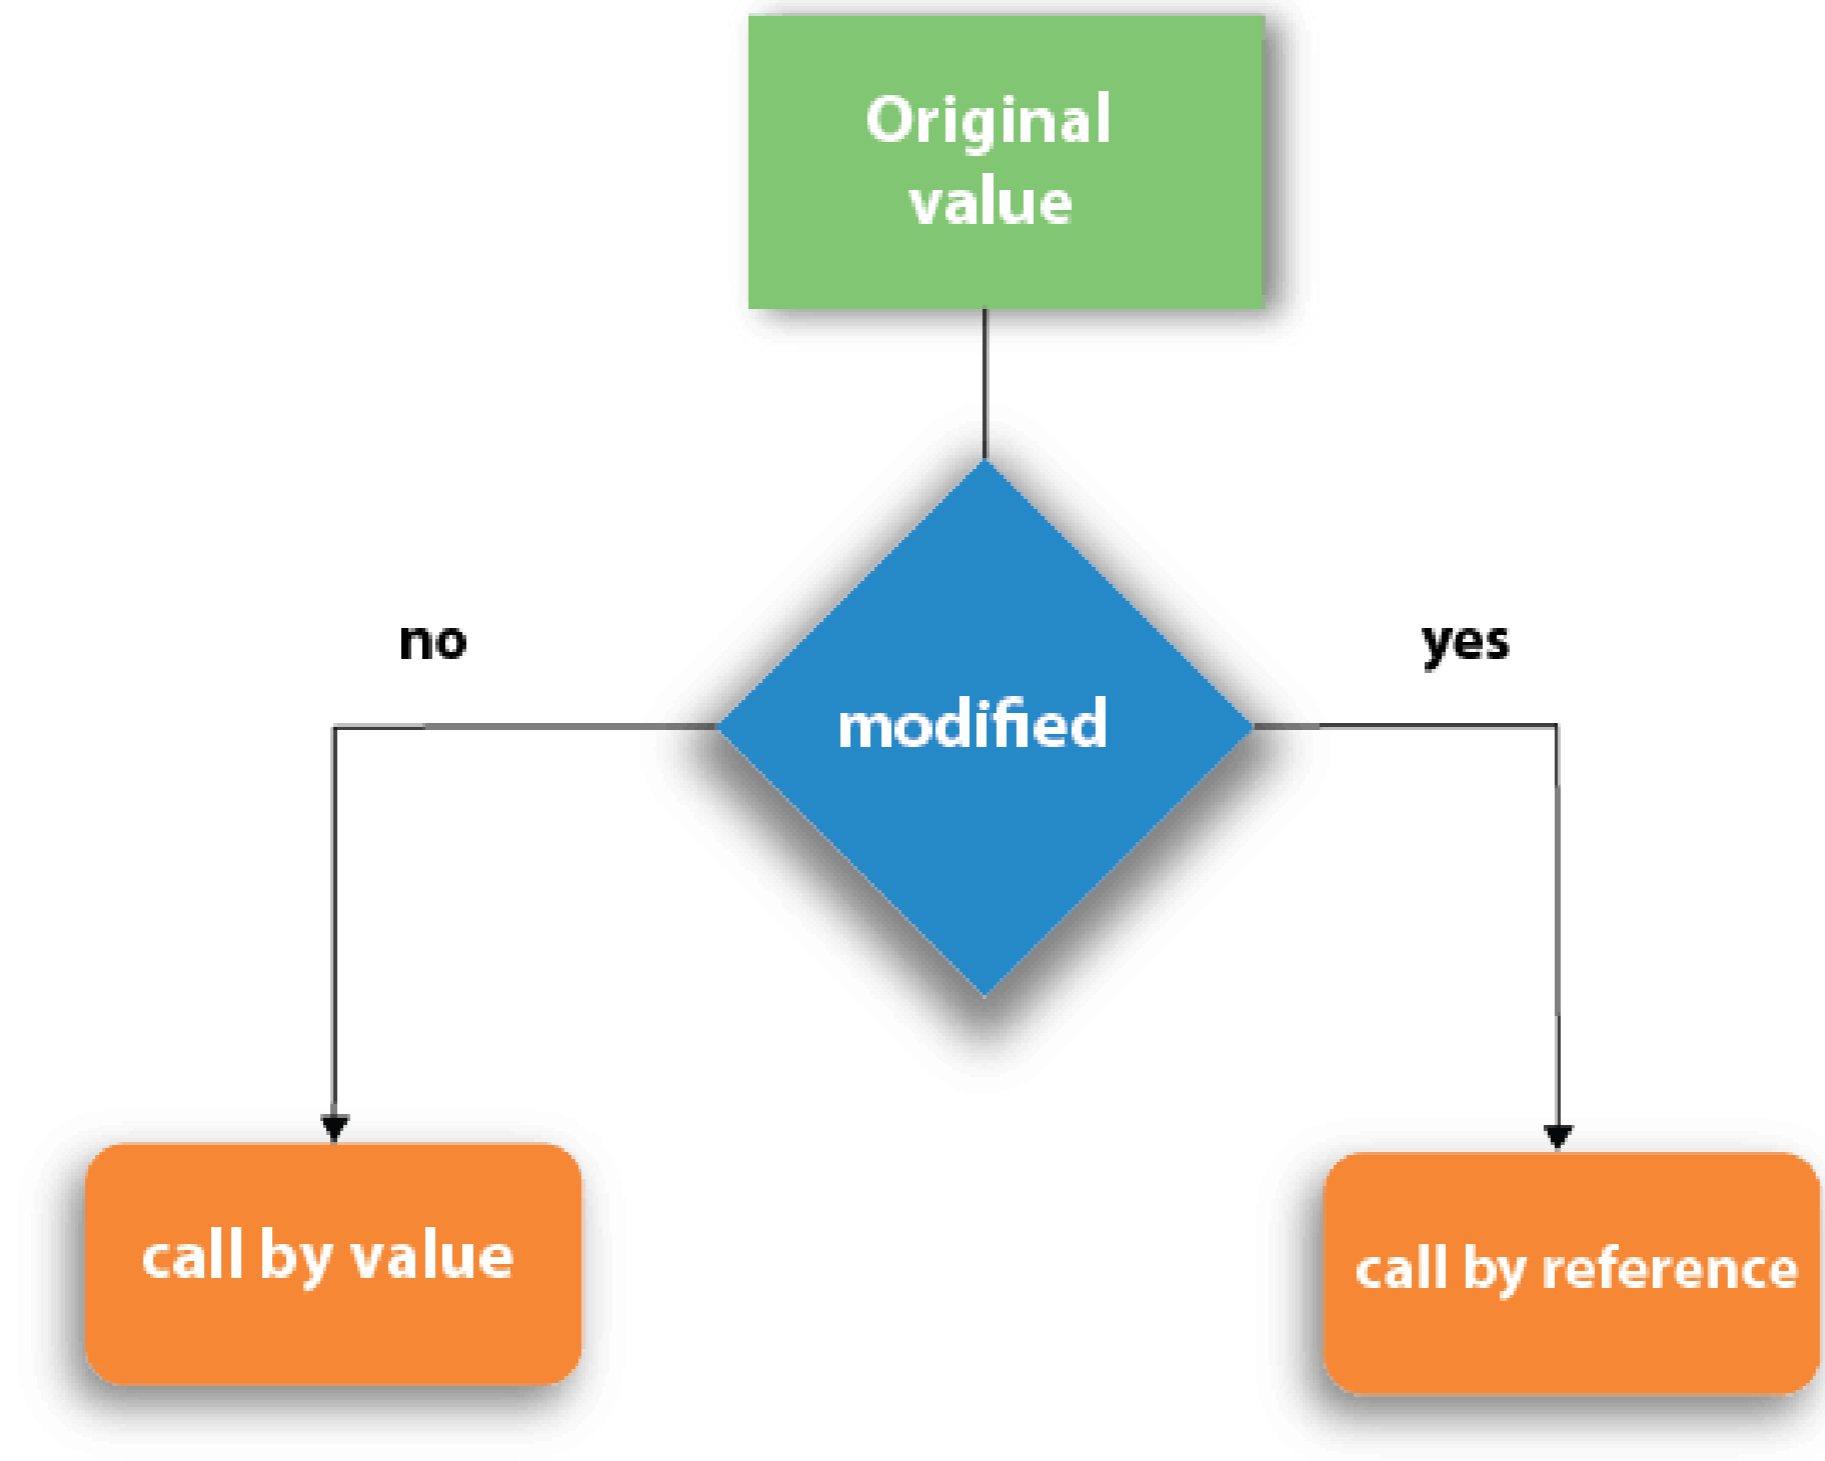 Original
value
no
yes
modified
call by value
call by reference